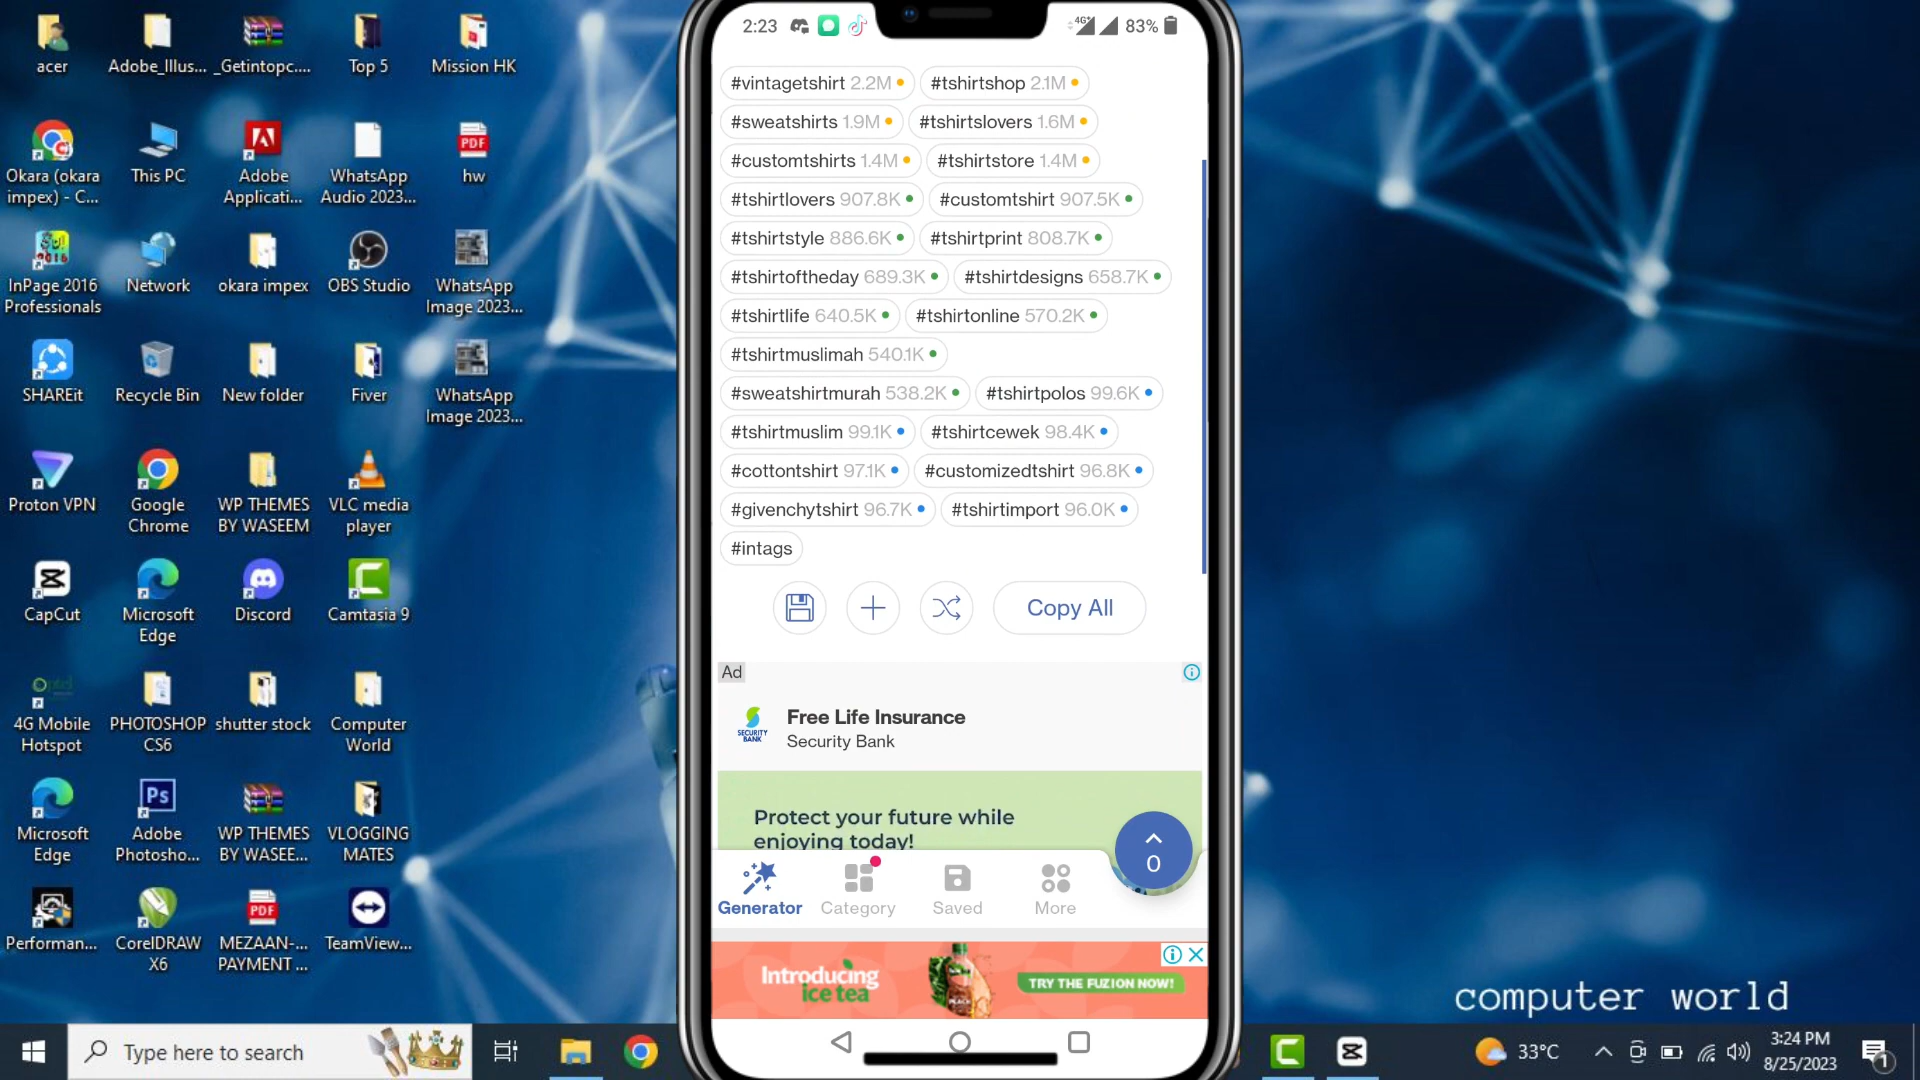 acer
Adobe_Illus...
_Getintopc....
Top 5
Mission HK
Okara (okara
impex) - C...
This PC
Adobe
Applicati...
WhatsApp
Audio 2023...
hw
InPage 2016
Professionals
Network
okara impex
OBS Studio
WhatsApp
Image 2023...
SHAREit
Recycle Bin
New folder
Fiver
WhatsApp
Image 2023...
Proton VPN
Google
Chrome
WP THEMES
BY WASEEM
VLC media
player
CapCut
Microsoft
Edge
Discord
Camtasia 9
4G Mobile
Hotspot
PHOTOSHOP
CS6
shutter stock
Computer
World
Microsoft
Edge
Adobe
Photosho...
WP THEMES
BY WASEE...
VLOGGING
MATES
Performan...
CorelDRAW
X6
MEZAAN-...
PAYMENT ...
TeamView...
2:23
4G+
83%
#vintagetshirt 2.2M
#tshirtshop 2.1M
#sweatshirts 1.9M
#tshirtslovers 1.6M
#customtshirts 1.4M
#tshirtstore 1.4M
#tshirtlovers 907.8K
#customtshirt 907.5K
#tshirtstyle 886.6K
#tshirtprint 808.7K
#tshirtoftheday 689.3K
#tshirtdesigns 658.7K
#tshirtlife 640.5K
#tshirtonline 570.2K
#tshirtmuslimah 540.1K
#sweatshirtmurah 538.2K
#tshirtpolos 99.6K
#tshirtmuslim 99.1K
#tshirtcewek 98.4K
#cottontshirt 97.1K
#customizedtshirt 96.8K
#givenchytshirt 96.7K
#tshirtimport 96.0K
#intags
Copy All
Ad
SECURITY
BANK
Free Life Insurance
Security Bank
Protect your future while
enjoying today!
0
Generator
Category
Saved
More
Introducing
ice tea
TRY THE FUZION NOW!
computer world
Type here to search
33°C
3:24 PM
8/25/2023
1